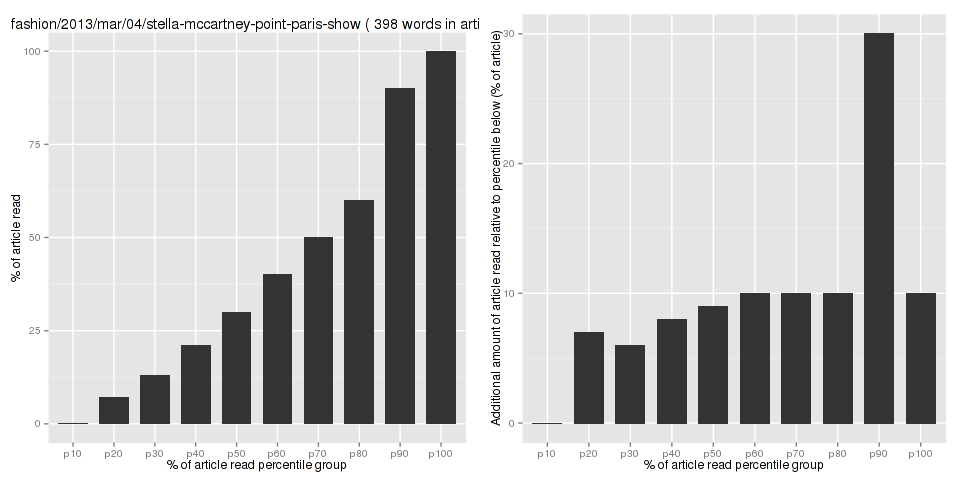 fashion/2013/mar/04/stella-mccartney-point-paris-show ( 398 words in arti
% of article read
100
75
50
25
0
p10 p20 p30 p40 p50 p60 p70 p80 p90 p100
% of article read percentile group
Additional amount of article read relative to percentile below (% of article)
30
20
10
0
p10 p20 p30 p40 p50 p60 p70 p80 p90 p100
% of article read percentile group